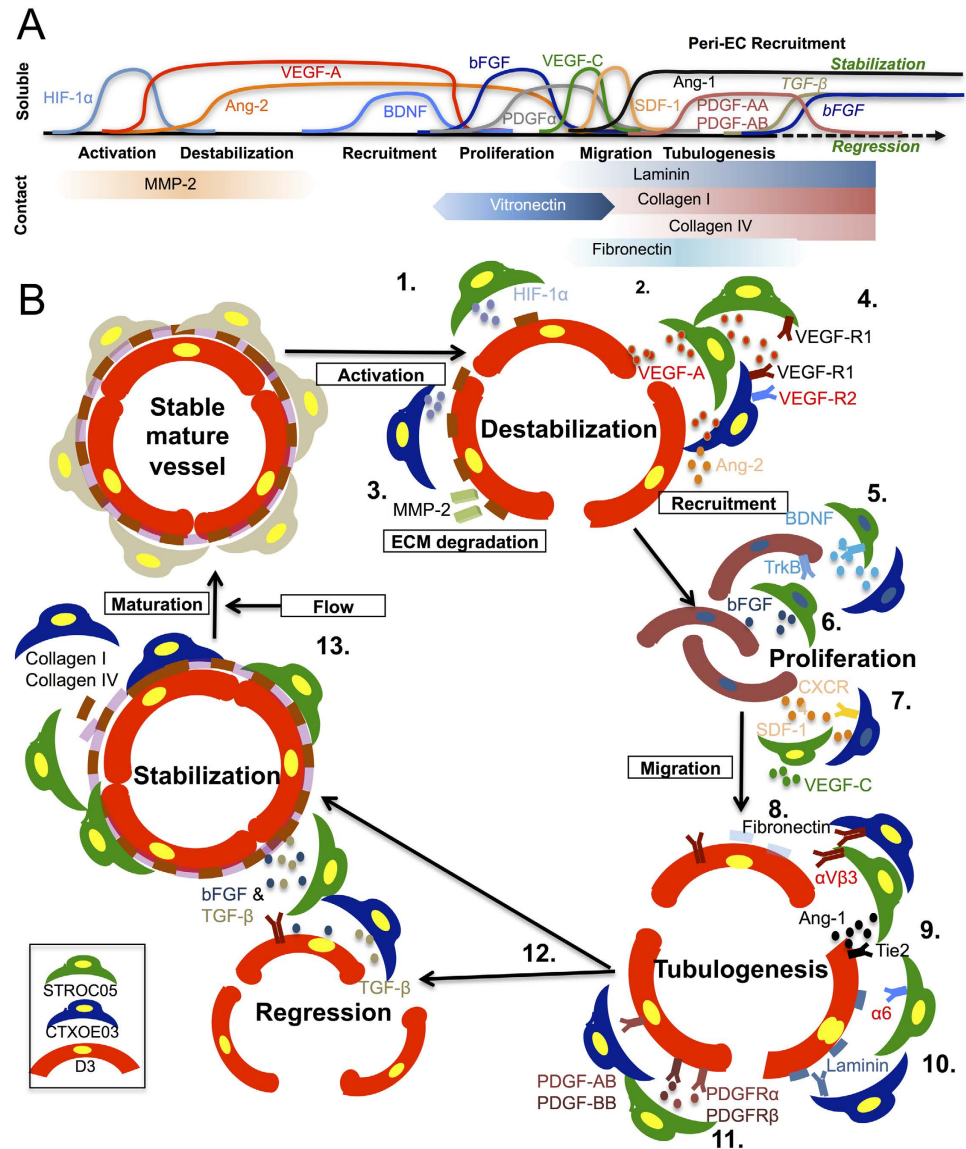 A
Peri-EC Recruitment
Soluble
HIF-1α
VEGF-A
Ang-2
BDNF
bFGF
PDGFα
VEGF-C
SDF-1
Ang-1
PDGF-AA
PDGF-AB
TGF-β
bFGF
Stabilization
Regression
Activation
Destabilization
Recruitment
Proliferation
Migration
Tubulogenesis
Contact
MMP-2
Vitronectin
Laminin
Collagen I
Collagen IV
Fibronectin
B
Stable
mature
vessel
Activation
1.
HIF-1α
2.
VEGF-A
Destabilization
3.
MMP-2
ECM degradation
4.
VEGF-R1
VEGF-R1
VEGF-R2
Ang-2
Recruitment
5.
BDNF
TrkB
bFGF
6.
Proliferation
CXCR
4
SDF-1
7.
VEGF-C
Migration
8.
Fibronectin
αVβ3
Ang-1
9.
Tie2
Tubulogenesis
α6
Laminin
10.
PDGF-AB
PDGF-BB
PDGFRα
PDGFRβ
11.
12.
Regression
TGF-β
bFGF &
TGF-β
Stabilization
13.
Collagen I
Collagen IV
Maturation
Flow
STROC05
CTXOE03
D3